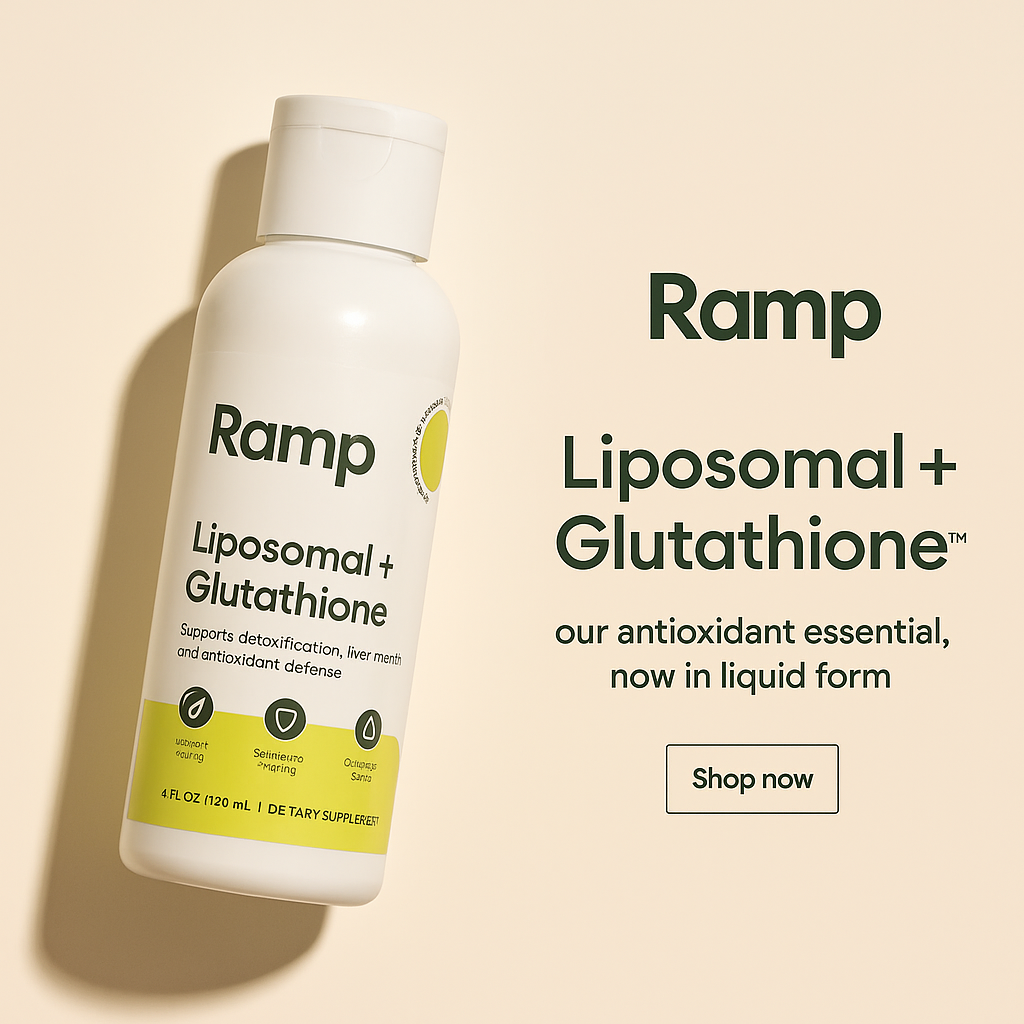 Ramp
Liposomal +
Glutathione
Supports detoxification, liver menth
and antioxidant defense
4 FL OZ (120 mL | DE TARY SUPPLEREET
Ramp
Liposomal +
Glutathione™
our antioxidant essential,
now in liquid form
Shop now